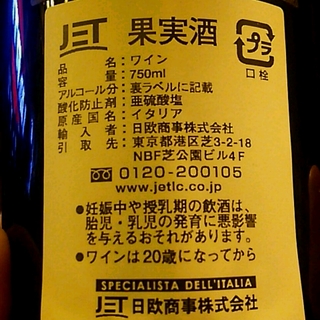 JET 果実酒 プラ
口栓
品名：ワイン
容量：750ml
アルコール分：裏ラベルに記載
酸化防止剤：亜硫酸塩
原産国名：イタリア
輸入者：日欧商事株式会社
引取先：東京都港区芝3-2-18
NBF芝公園ビル4F
0120-200105
www.jetlc.co.jp
●妊娠中や授乳期の飲酒は、
胎児・乳児の発育に悪影響
を与えるおそれがあります。
●ワインは20歳になってから
SPECIALISTA DELL'ITALIA
JET 日欧商事株式会社